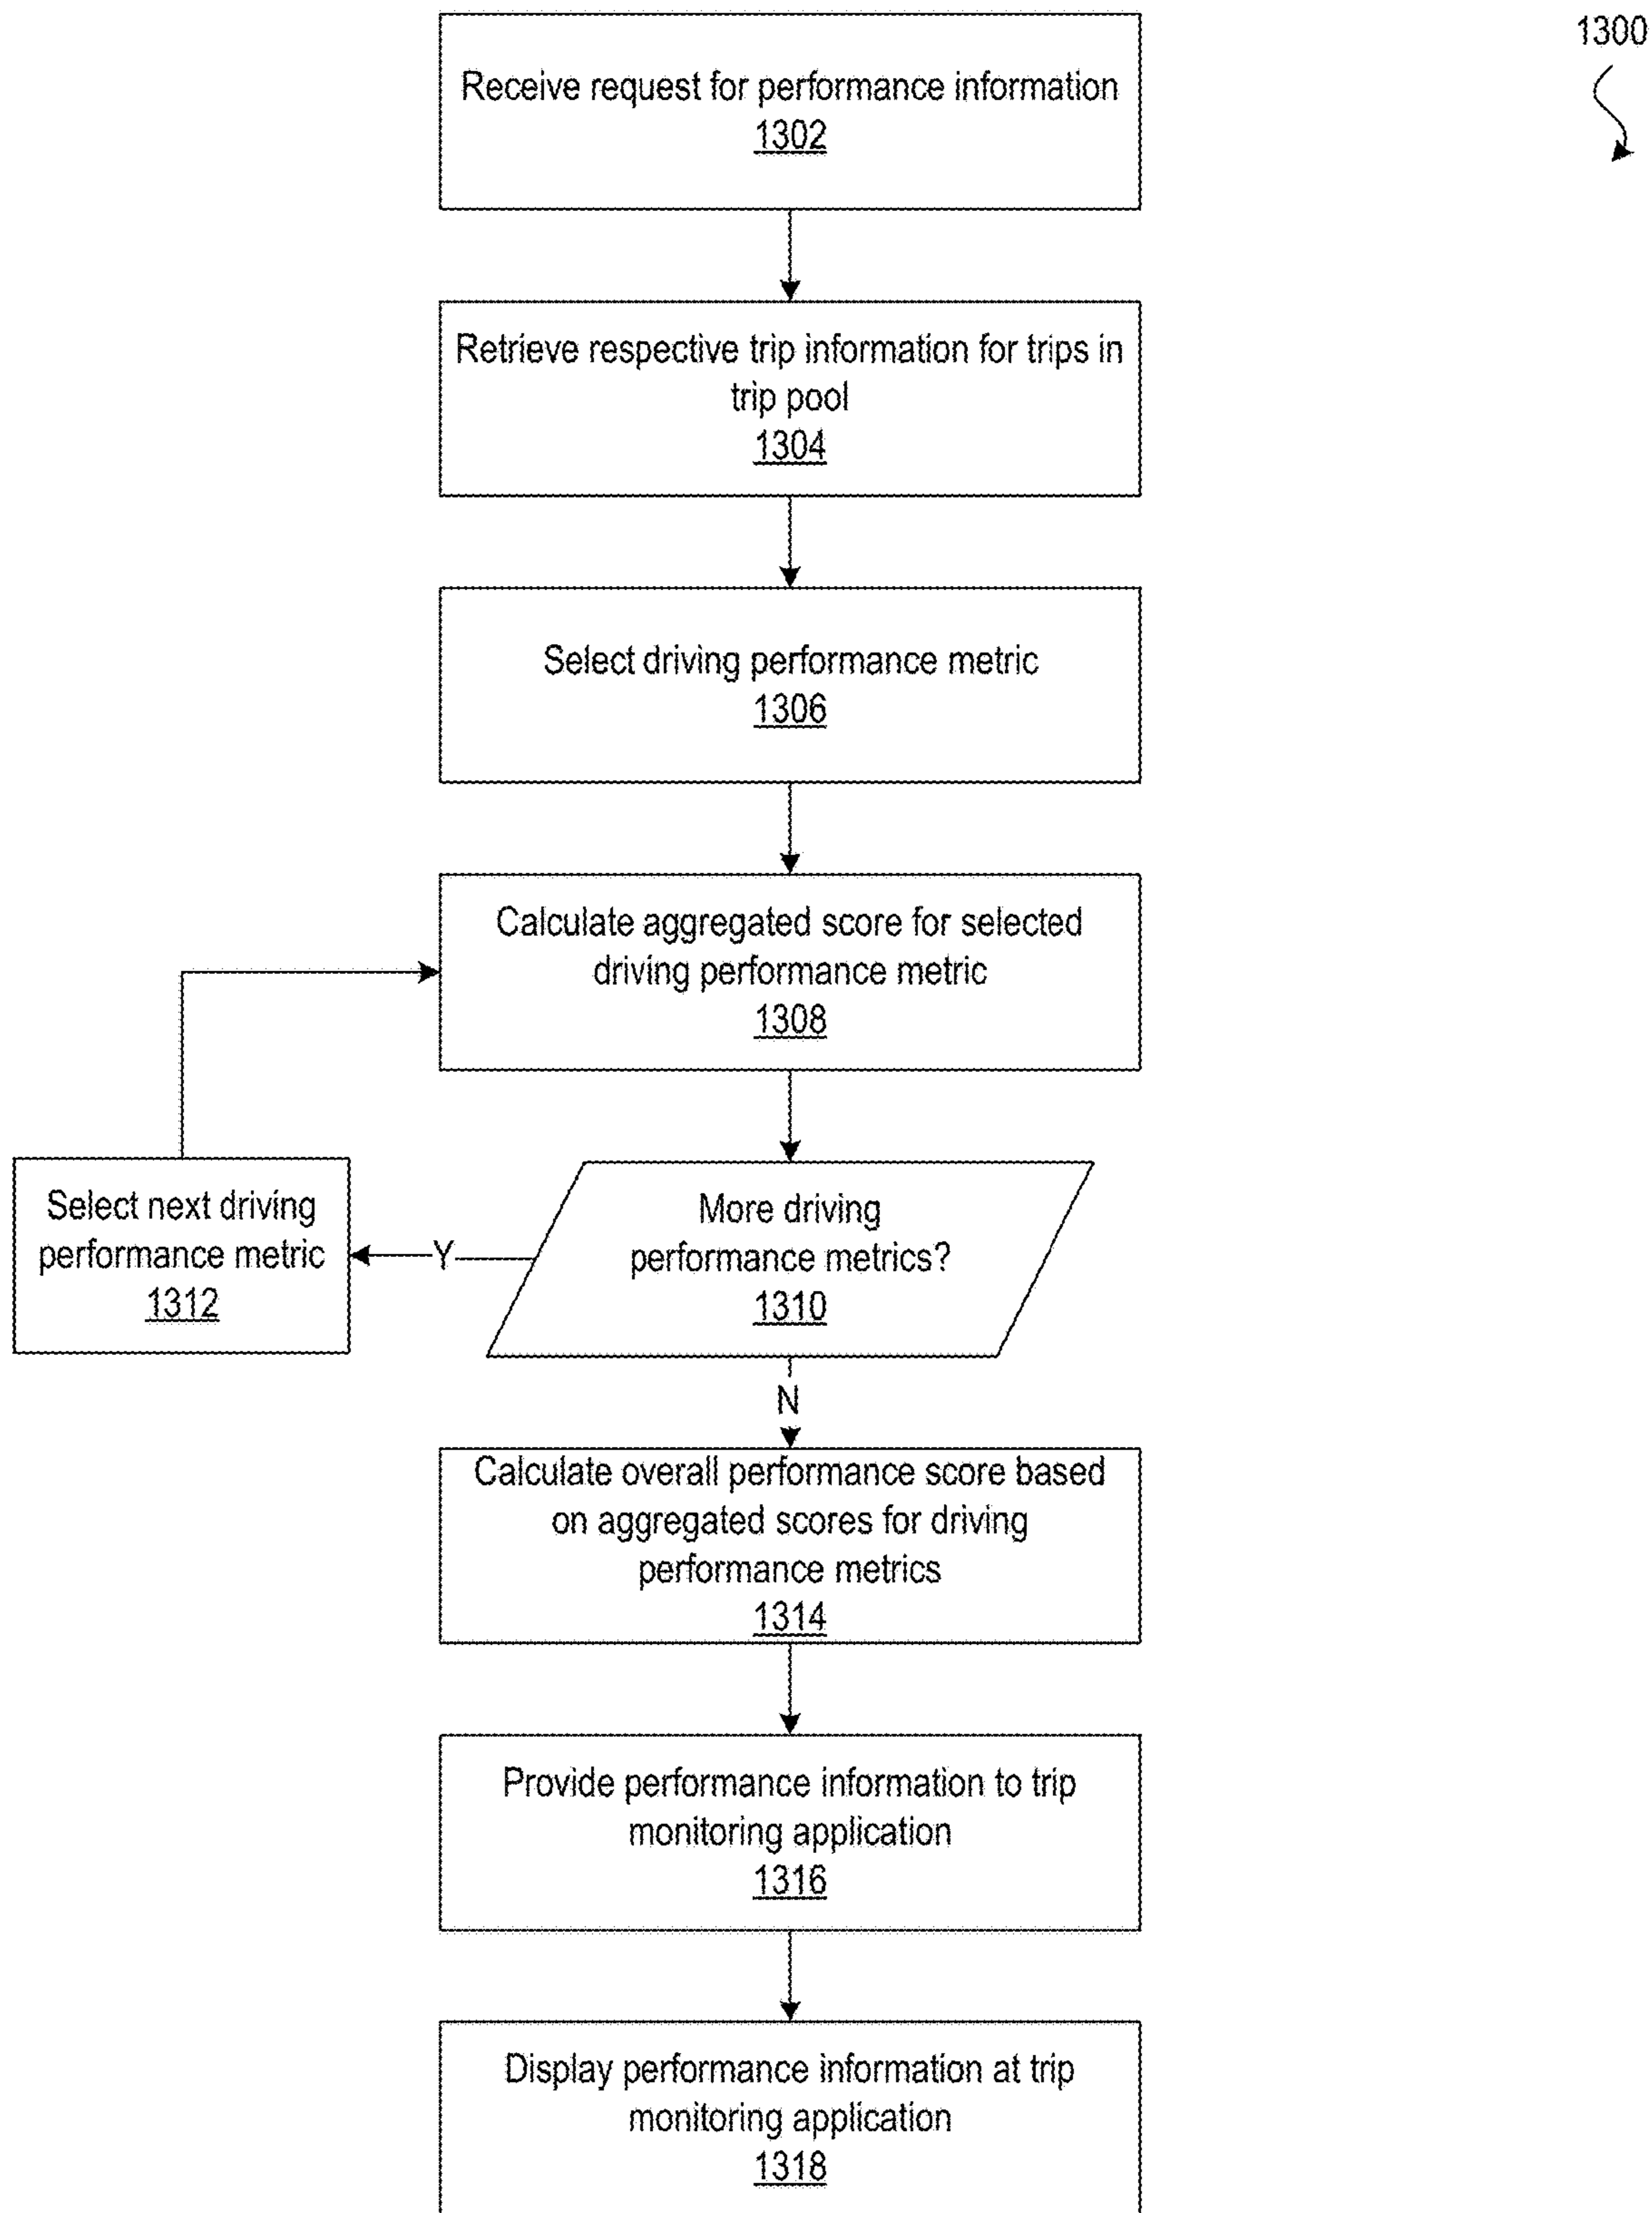 1300
Receive request for performance information
1302
Retrieve respective trip information for trips in
trip pool
1304
Select driving performance metric
1306
Calculate aggregated score for selected
driving performance metric
1308
More driving
performance metrics?
1310
Y
Select next driving
performance metric
1312
N
Calculate overall performance score based
on aggregated scores for driving
performance metrics
1314
Provide performance information to trip
monitoring application
1316
Display performance information at trip
monitoring application
1318